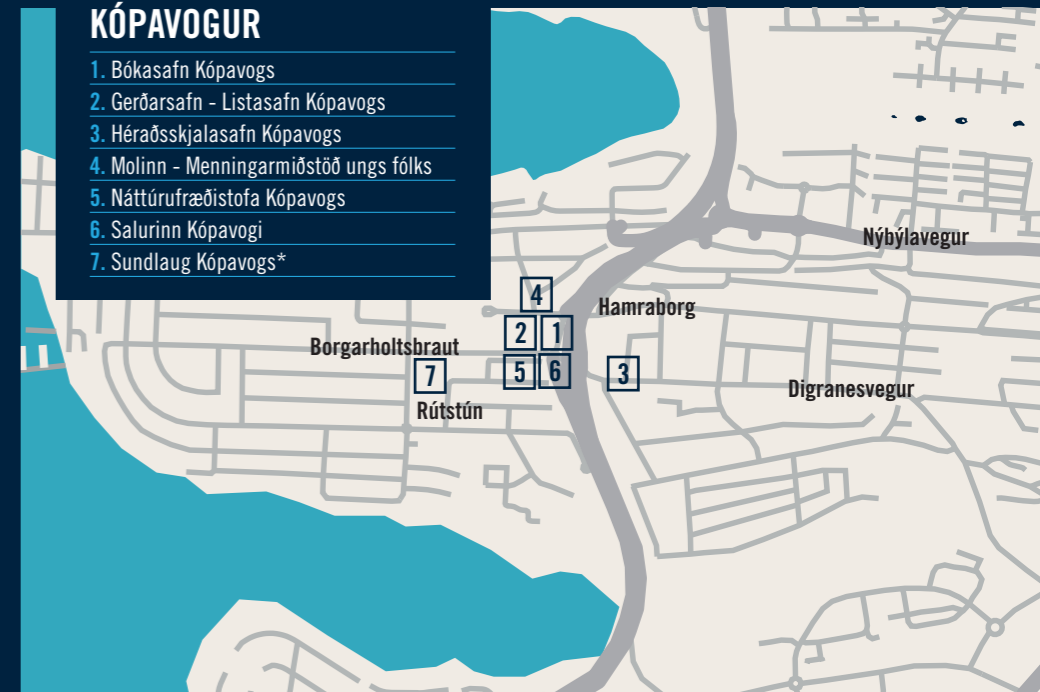 KÓPAVOGUR
1. Bókasafn Kópavogs
2. Gerðarsafn - Listasafn Kópavogs
3. Héraðsskjalasafn Kópavogs
4. Molinn - Menningarmiðstöð ungs fólks
5. Náttúrufræðistofa Kópavogs
6. Salurinn Kópavogi
7. Sundlaug Kópavogs*
Nýbýlavegur
4
Hamraborg
2 1
Borgarholtsbraut
7 5 6 3
Digranesvegur
Rútstún